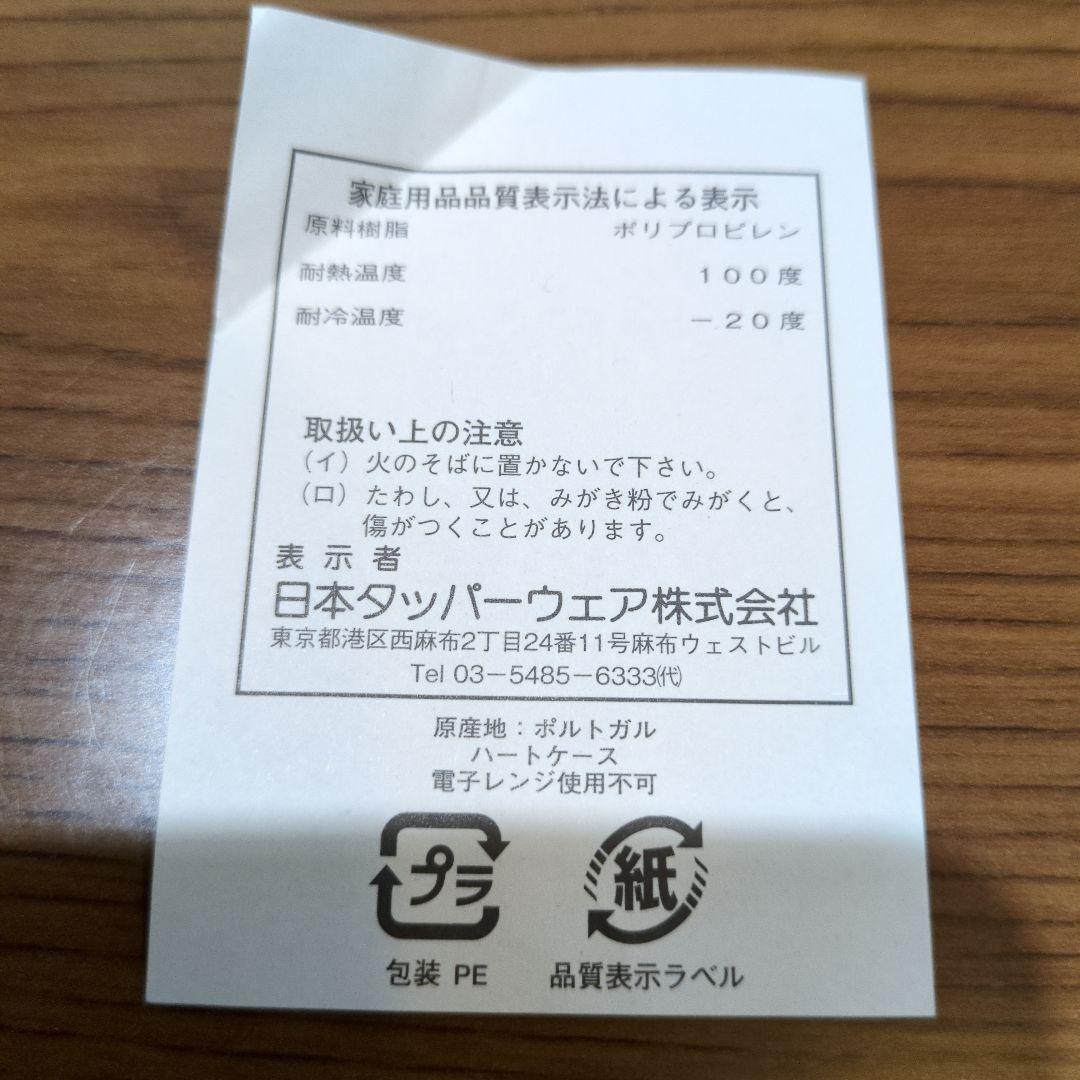 家庭用品品質表示法による表示
原料樹脂 ポリプロピレン
耐熱温度 100度
耐冷温度 −20度
取扱い上の注意
(イ) 火のそばに置かないで下さい。
(ロ) たわし、又は、みがき粉でみがくと、
傷がつくことがあります。
表示者
日本タッパーウェア株式会社
東京都港区西麻布2丁目24番11号麻布ウェストビル
Tel 03−5485−6333㈹
原産地：ポルトガル
ハートケース
電子レンジ使用不可
プラ 紙
包装 PE 品質表示ラベル